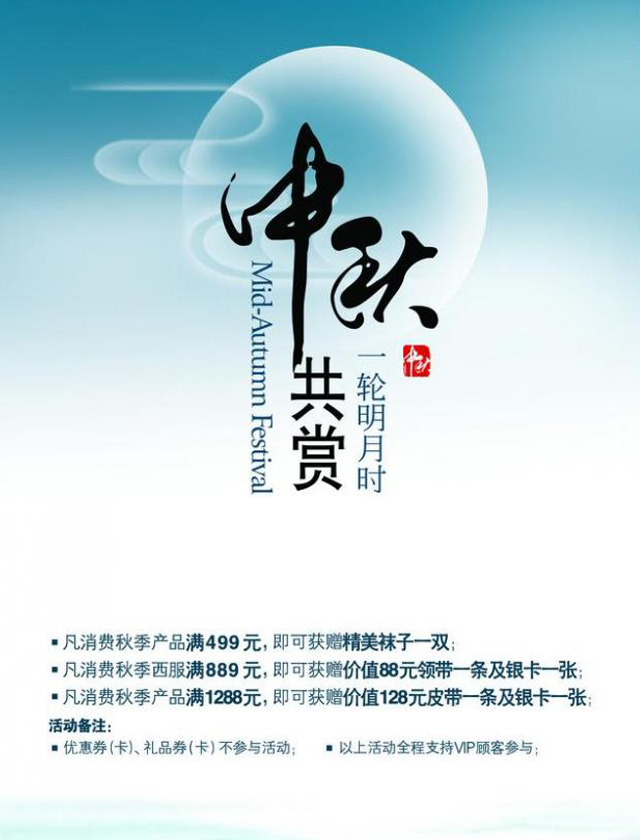 中秋
Mid-Autumn Festival
共赏
一轮明月时
中秋
▪ 凡消费秋季产品满499元，即可获赠精美袜子一双；
▪ 凡消费秋季西服满889元，即可获赠价值88元领带一条及银卡一张；
▪ 凡消费秋季产品满1288元，即可获赠价值128元皮带一条及银卡一张；
活动备注：
▪ 优惠券(卡)、礼品券(卡)不参与活动； ▪ 以上活动全程支持VIP顾客参与；